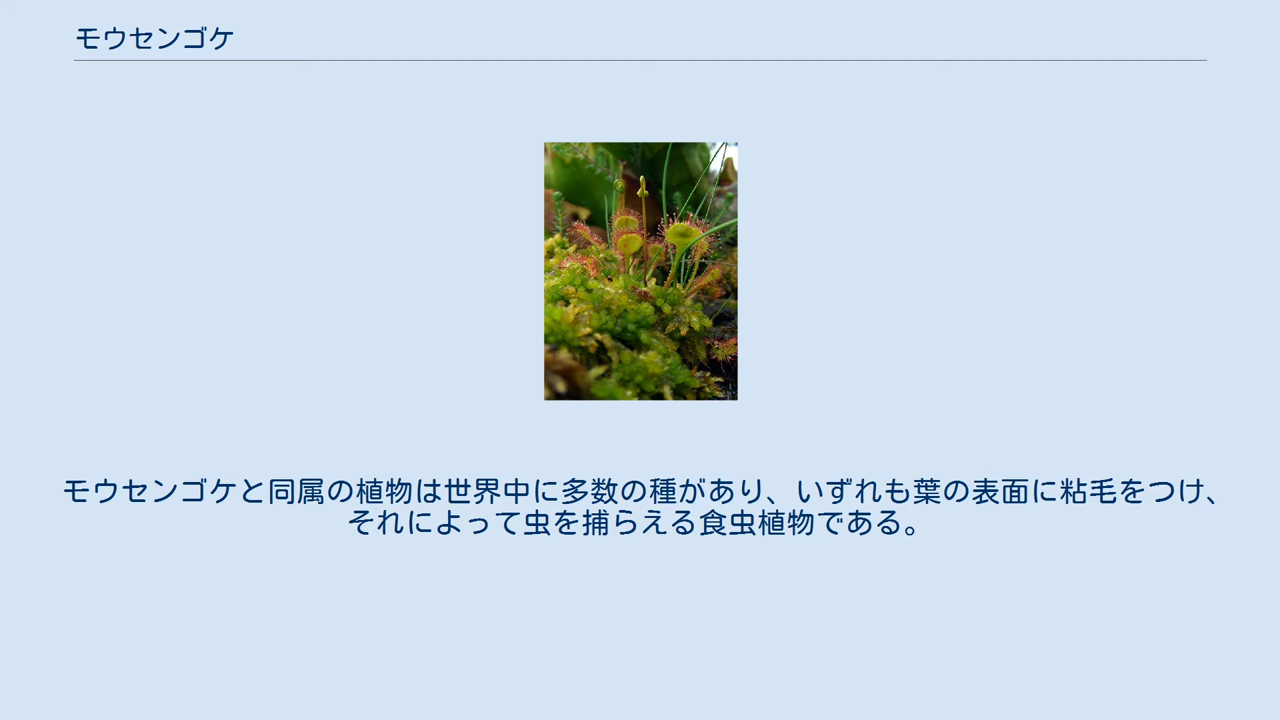 モウセンゴケ
モウセンゴケと同属の植物は世界中に多数の種があり、いずれも葉の表面に粘毛をつけ、
それによって虫を捕らえる食虫植物である。